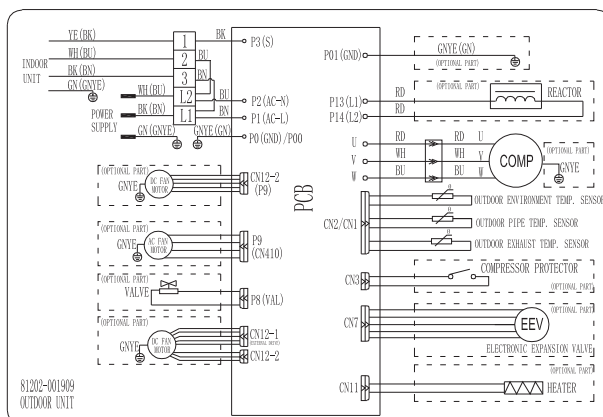 YE(BK)
WH(BU)
BK(BN)
GN(GNYE)
INDOOR
UNIT
1
2
3
L2
L1
BK
BU
BN
BU
BN
WH(BU)
BK(BN)
GN(GNYE)
POWER
SUPPLY
GNYE(GN)
P3(S)
P2(AC-N)
P1(AC-L)
P0(GND)/P00
(OPTIONAL PART)
DC FAN
MOTOR
GNYE
CN12-2
(P9)
(OPTIONAL PART)
AC FAN
MOTOR
GNYE
P9
(CN410)
(OPTIONAL PART)
VALVE
P8(VAL)
(OPTIONAL PART)
DC FAN
MOTOR
GNYE
CN12-1
(EXTERNAL DRIVE)
CN12-2
81202-001909
OUTDOOR UNIT
PCB
P01(GND)
GNYE(GN)
(OPTIONAL PART)
(OPTIONAL PART)
REACTOR
P13(L1)
RD
P14(L2)
RD
U
RD
RD
U
V
WH
WH
V
W
BU
BU
W
COMP
(OPTIONAL PART)
GNYE
CN2/CN1
θ
OUTDOOR ENVIRONMENT TEMP. SENSOR
θ
OUTDOOR PIPE TEMP. SENSOR
θ
OUTDOOR EXHAUST TEMP. SENSOR
CN3
COMPRESSOR PROTECTOR
(OPTIONAL PART)
CN7
(OPTIONAL PART)
EEV
ELECTRONIC EXPANSION VALVE
CN11
(OPTIONAL PART)
HEATER